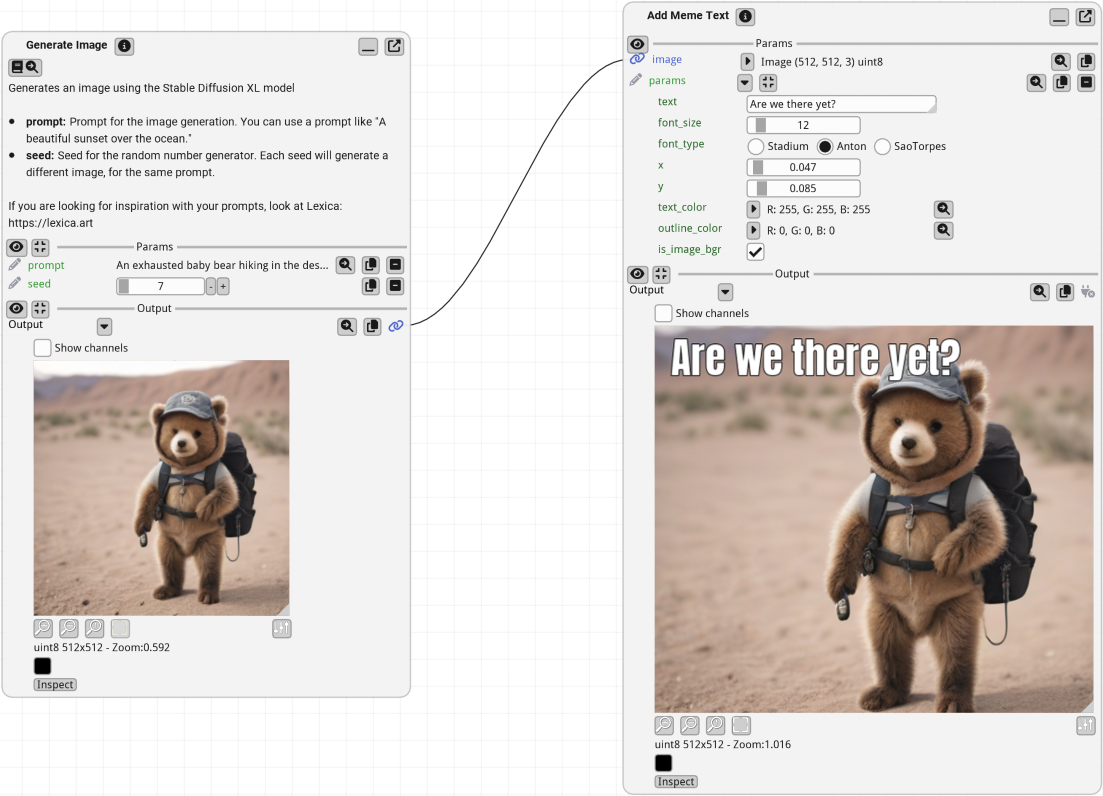 Generate Image
Generates an image using the Stable Diffusion XL model
• prompt: Prompt for the image generation. You can use a prompt like "A
beautiful sunset over the ocean."
• seed: Seed for the random number generator. Each seed will generate a
different image, for the same prompt.
If you are looking for inspiration with your prompts, look at Lexica:
https://lexica.art
Params
prompt An exhausted baby bear hiking in the des...
seed 7 - +
Output
Output
Show channels
uint8 512x512 - Zoom:0.592
Inspect
Add Meme Text
Params
image Image (512, 512, 3) uint8
params
text Are we there yet?
font_size 12
font_type Stadium Anton SaoTorpes
x 0.047
y 0.085
text_color R: 255, G: 255, B: 255
outline_color R: 0, G: 0, B: 0
is_image_bgr
Output
Output
Show channels
Are we there yet?
uint8 512x512 - Zoom:1.016
Inspect